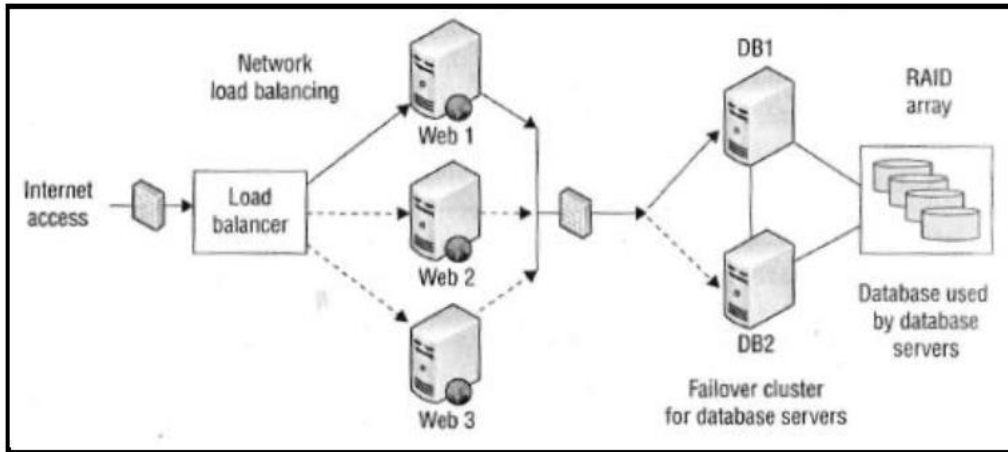 Network
load balancing
Internet
access
Load
balancer
Web 1
Web 2
Web 3
DB1
DB2
Failover cluster
for database servers
RAID
array
Database used
by database
servers